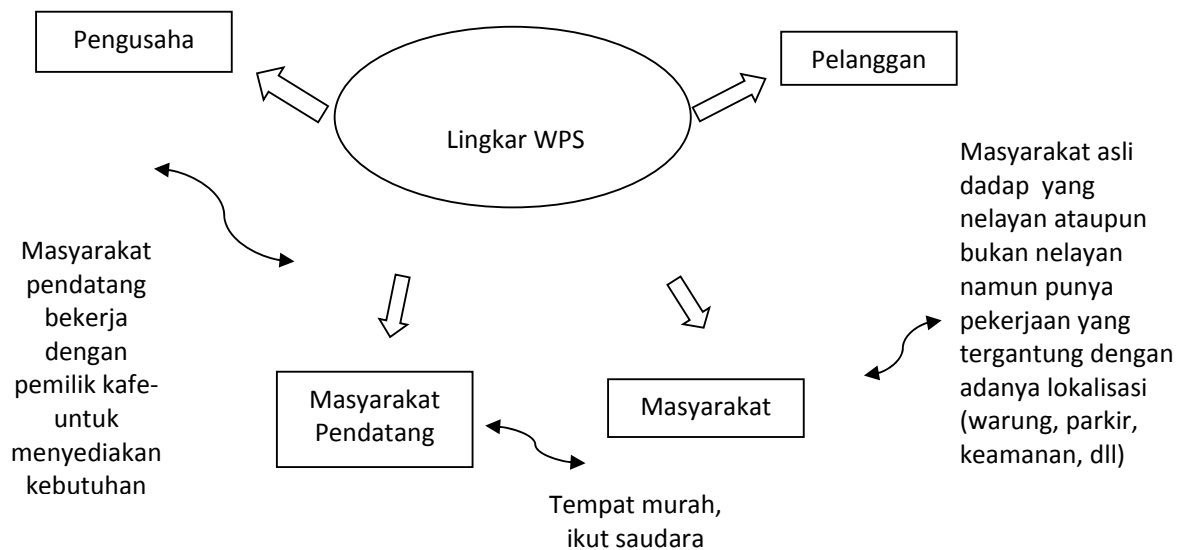 Pengusaha
Pelanggan
Lingkar WPS
Masyarakat asli
dadap yang
nelayan ataupun
bukan nelayan
namun punya
pekerjaan yang
tergantung dengan
adanya lokalisasi
(warung, parkir,
keamanan, dll)
Masyarakat
pendatang
bekerja
dengan
pemilik kafe-
untuk
menyediakan
kebutuhan
Masyarakat
Pendatang
Masyarakat
Tempat murah,
ikut saudara